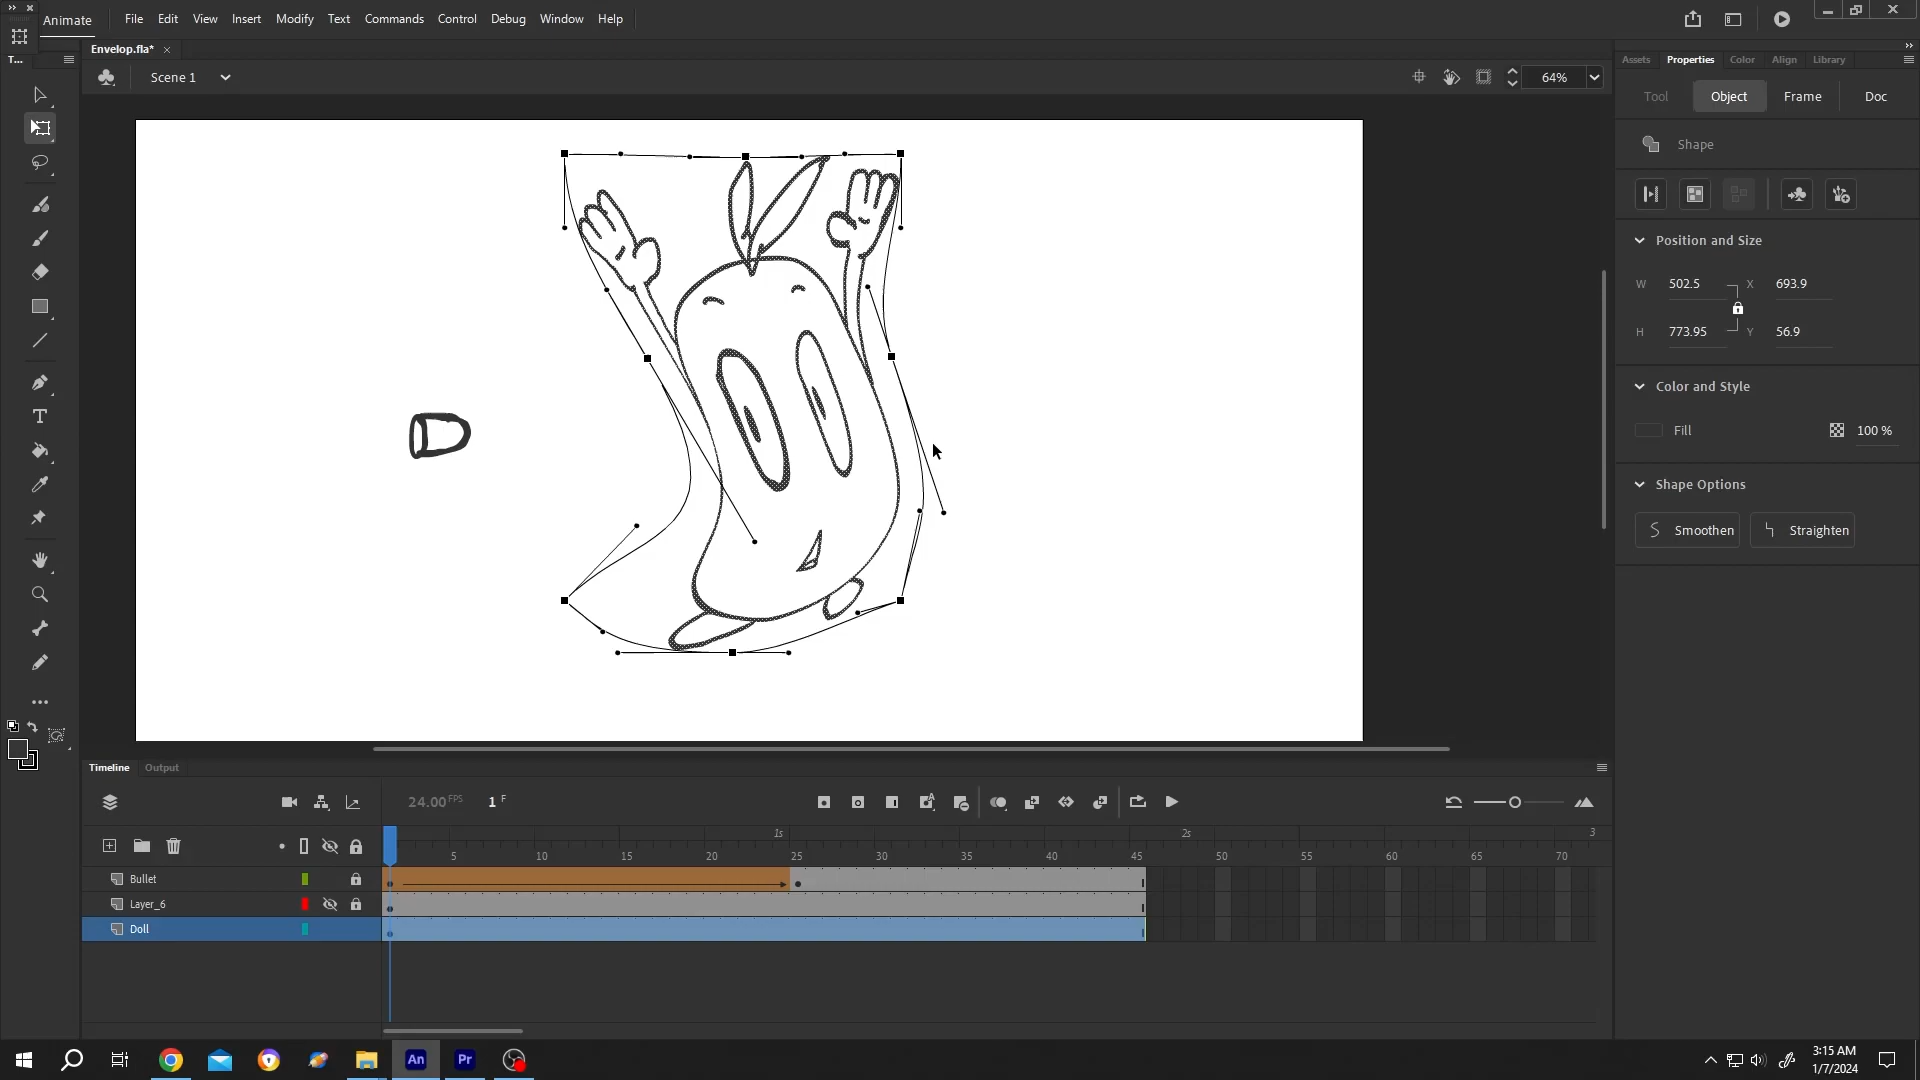 Animate
File Edit View Insert Modify Text Commands Control Debug Window Help
T...
Envelop.fla*
Scene 1
64%
Assets Properties Color Align Library
Tool Object Frame Doc
Shape
Position and Size
W 502.5 X 693.9
H 773.95 Y 56.9
Color and Style
Fill 100 %
Shape Options
Smoothen Straighten
Timeline Output
24.00 FPS 1 F
1s 2s 3
5 10 15 20 25 30 35 40 45 50 55 60 65 70
Bullet
Layer_6
Doll
An Pr
3:15 AM
1/7/2024